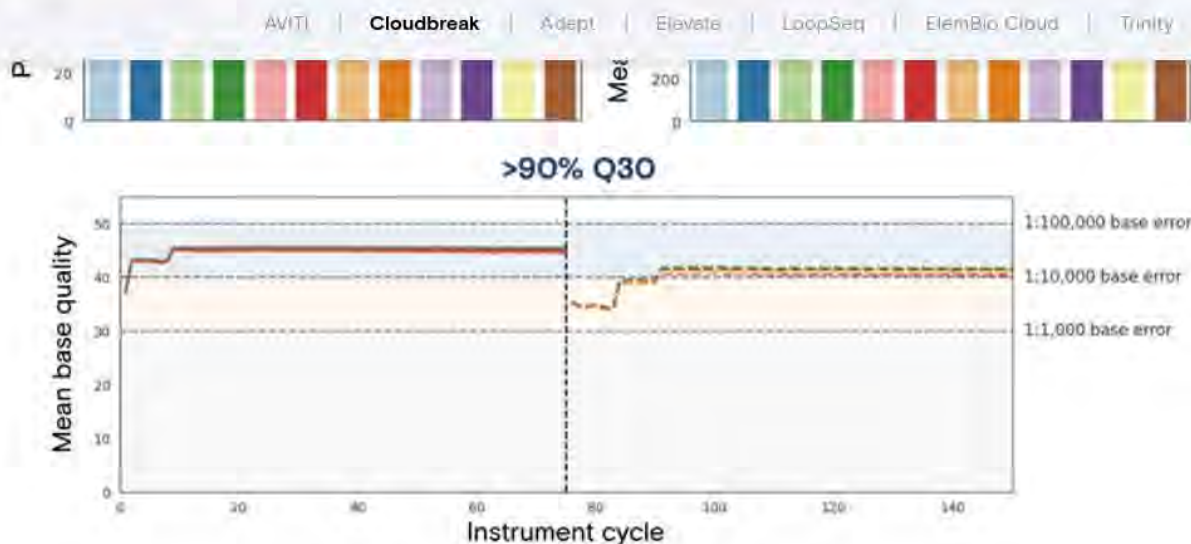 AVITI | Cloudbreak | Adept | Elevate | LoopSeq | ElemBio Cloud | Trinity
20
0
200
0
>90% Q30
Mean base quality
50
40
30
20
10
0
1:100,000 base error
1:10,000 base error
1:1,000 base error
0 20 40 60 80 100 120 140
Instrument cycle